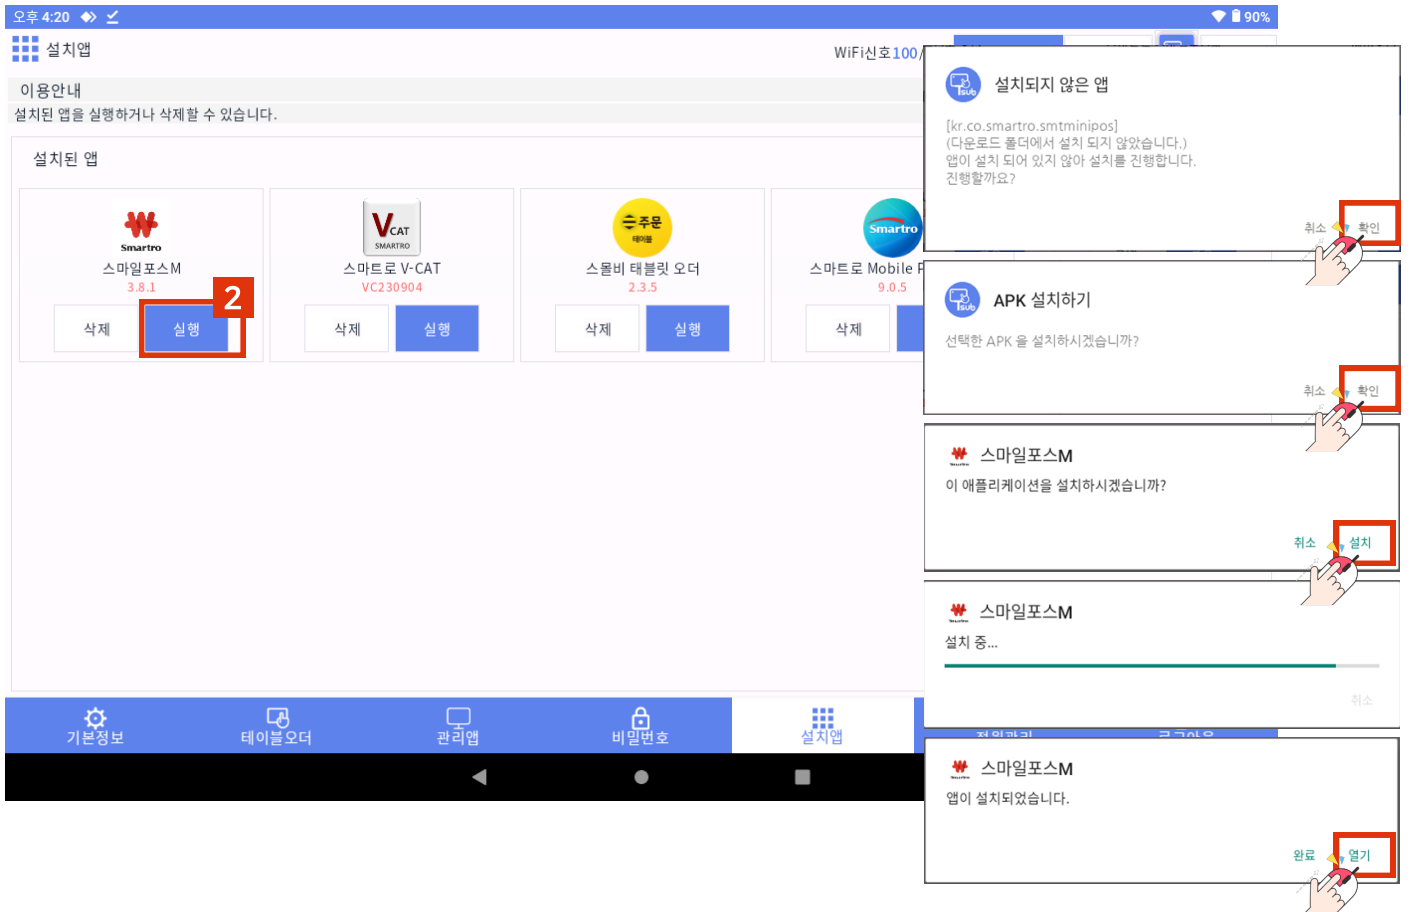 오후 4:20
90%
설치앱
WiFi신호100/
이용안내
설치된 앱을 실행하거나 삭제할 수 있습니다.
설치된 앱
Smartro
스마일포스M
3.8.1
삭제
실행
2
VCAT
SMARTRO
스마트로 V-CAT
VC230904
삭제
실행
주문
테이블
스몰비 태블릿 오더
2.3.5
삭제
실행
Smartro
스마트로 Mobile P
9.0.5
삭제
기본정보
테이블오더
관리앱
비밀번호
설치앱
전원관리
로그아웃
Tsub
설치되지 않은 앱
[kr.co.smartro.smtminipos]
(다운로드 폴더에서 설치 되지 않았습니다.)
앱이 설치 되어 있지 않아 설치를 진행합니다.
진행할까요?
취소
확인
Tsub
APK 설치하기
선택한 APK 을 설치하시겠습니까?
취소
확인
스마일포스M
이 애플리케이션을 설치하시겠습니까?
취소
설치
스마일포스M
설치 중...
취소
스마일포스M
앱이 설치되었습니다.
완료
열기